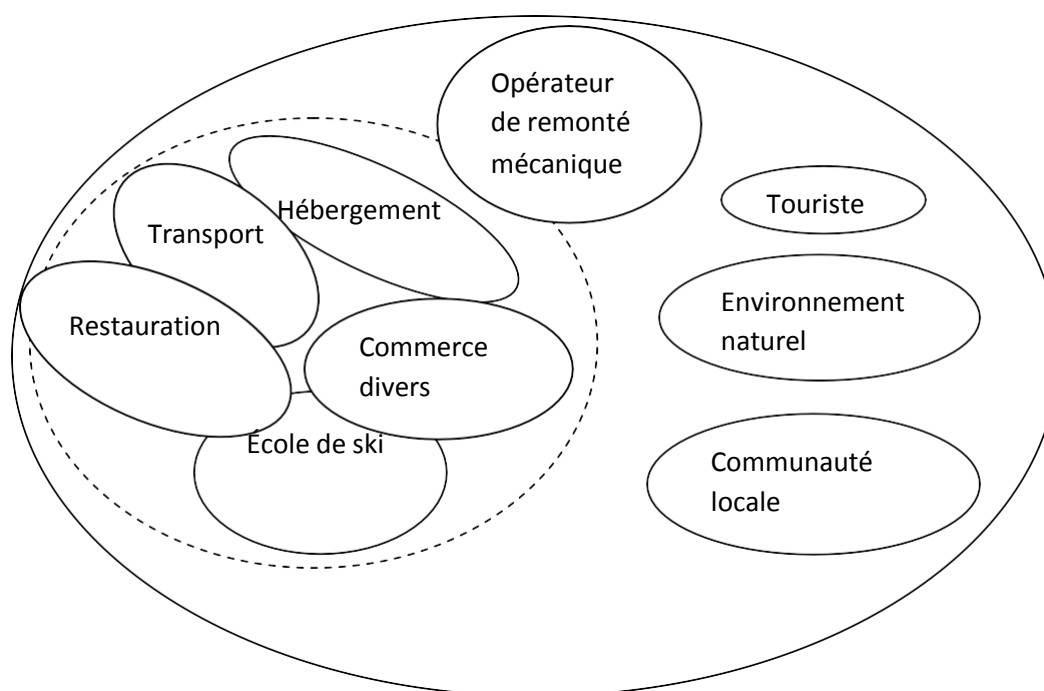 Opérateur
de remonté
mécanique
Hébergement
Transport
Touriste
Restauration
Environnement
naturel
Commerce
divers
École de ski
Communauté
locale